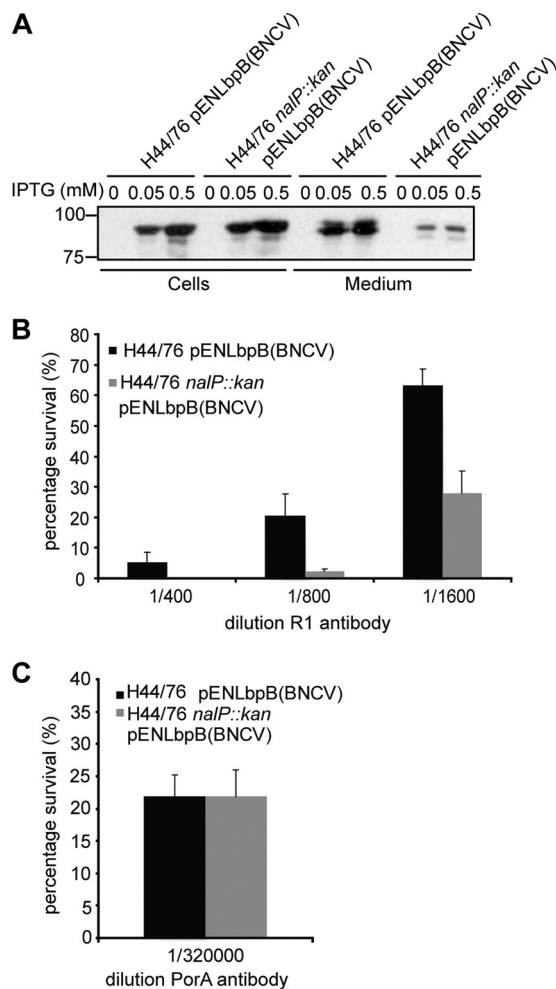 A
H44/76 pENLbpB(BNCV)
H44/76 nalP::kan
pENLbpB(BNCV)
H44/76 pENLbpB(BNCV)
H44/76 nalP::kan
pENLbpB(BNCV)
IPTG (mM) 0 0.05 0.5 0 0.05 0.5 0 0.05 0.5 0 0.05 0.5
100
75
Cells Medium
B
percentage survival (%)
80
70
60
50
40
30
20
10
0
H44/76 pENLbpB(BNCV)
H44/76 nalP::kan
pENLbpB(BNCV)
1/400 1/800 1/1600
dilution R1 antibody
C
percentage survival (%)
40
35
30
25
20
15
10
5
0
H44/76 pENLbpB(BNCV)
H44/76 nalP::kan
pENLbpB(BNCV)
1/320000
dilution PorA antibody